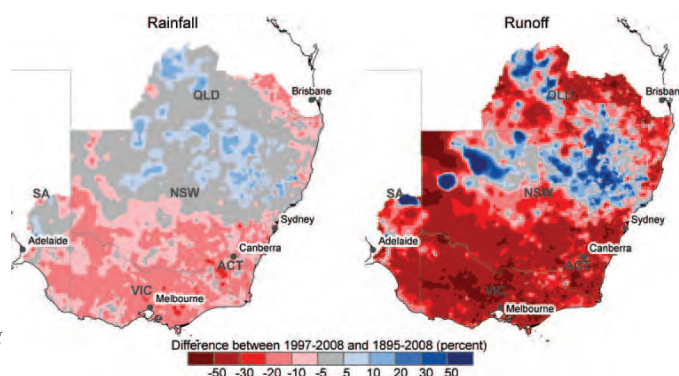 Rainfall
Runoff
QLD
Brisbane
NSW
SA
Sydney
Adelaide
Canberra
ACT
VIC
Melbourne
QLD
Brisbane
SA
NSW
Sydney
Adelaide
Canberra
ACT
VIC
Melbourne
Difference between 1997-2008 and 1895-2008 (percent)
-50 -30 -20 -10 -5 5 10 20 30 50